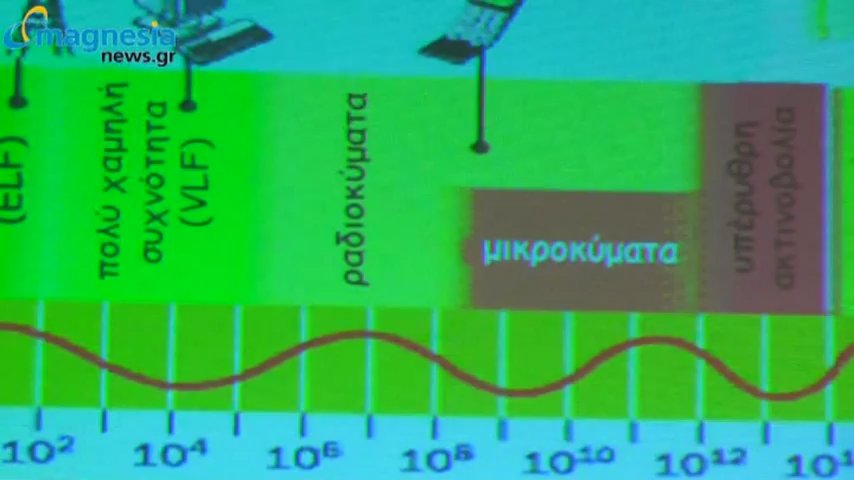 magnesia
news.gr
(ELF)
πολύ χαμηλή
συχνότητα
(VLF)
ραδιοκύματα
μικροκύματα
υπέρυθρη
ακτινοβολία
10² 10⁴ 10⁶ 10⁸ 10¹⁰ 10¹²